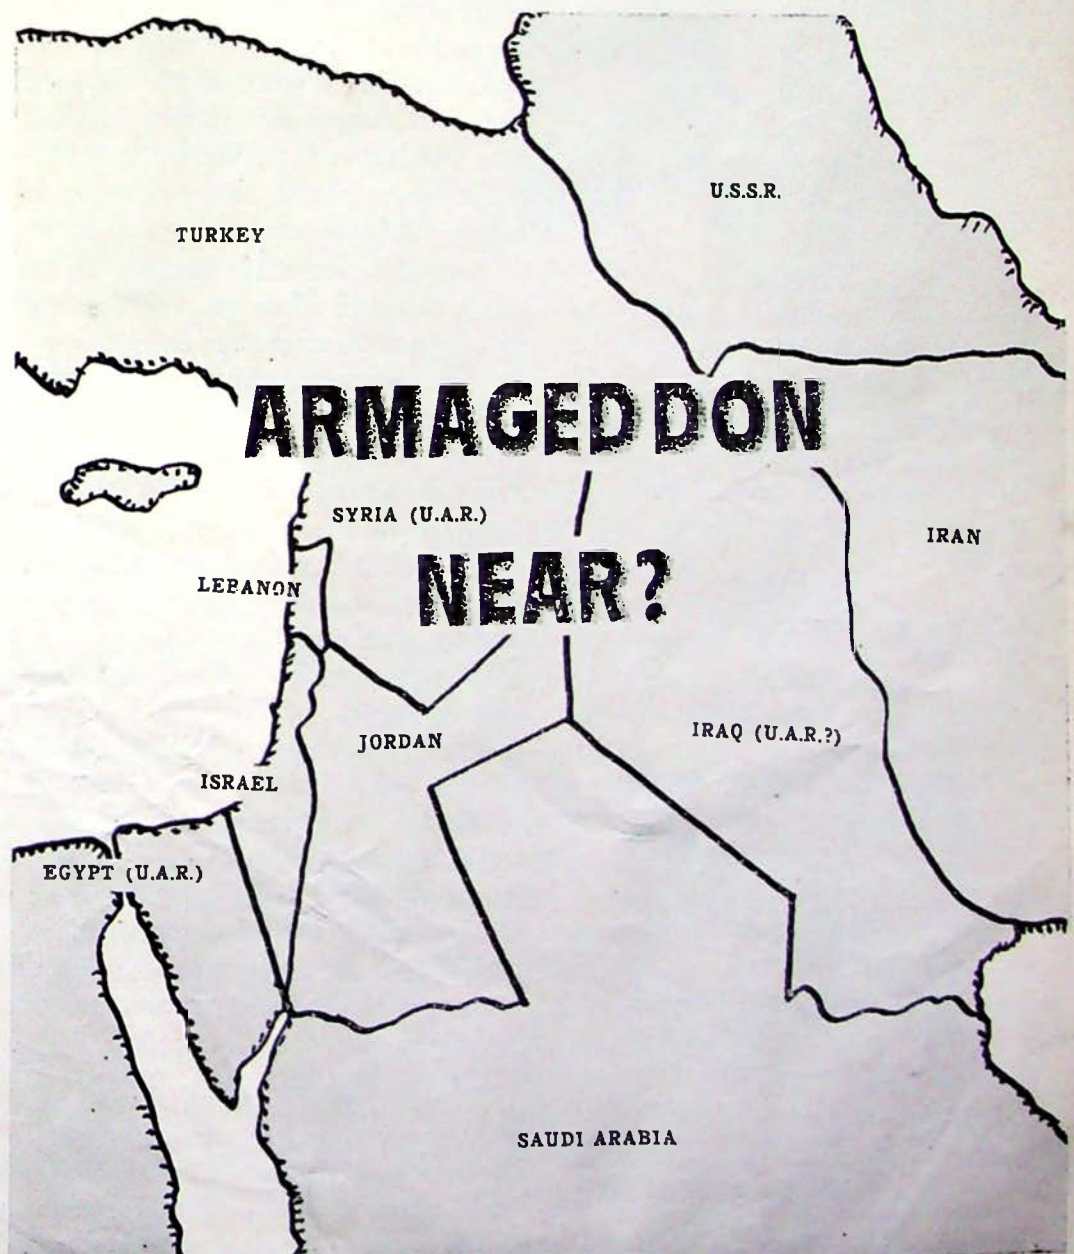 U.S.S.R.
TURKEY
ARMAGEDDON
SYRIA (U.A.R.)
IRAN
NEAR?
LEBANON
IRAQ (U.A.R.?)
JORDAN
ISRAEL
EGYPT (U.A.R.)
SAUDI ARABIA